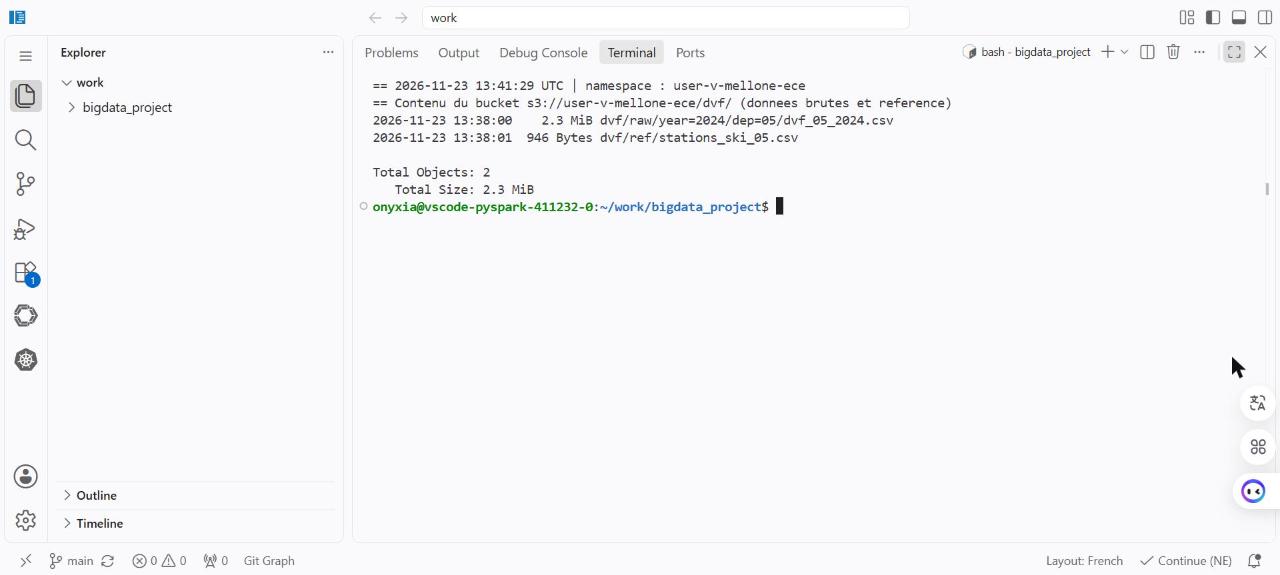 work
Explorer
Problems
Output
Debug Console
Terminal
Ports
bash - bigdata_project
work
bigdata_project
== 2026-11-23 13:41:29 UTC | namespace : user-v-mellone-ece
== Contenu du bucket s3://user-v-mellone-ece/dvf/ (donnees brutes et reference)
2026-11-23 13:38:00    2.3 MiB dvf/raw/year=2024/dep=05/dvf_05_2024.csv
2026-11-23 13:38:01  946 Bytes dvf/ref/stations_ski_05.csv
Total Objects: 2
   Total Size: 2.3 MiB
onyxia@vscode-pyspark-411232-0:~/work/bigdata_project$
1
Outline
Timeline
main
0
0
0
Git Graph
Layout: French
Continue (NE)